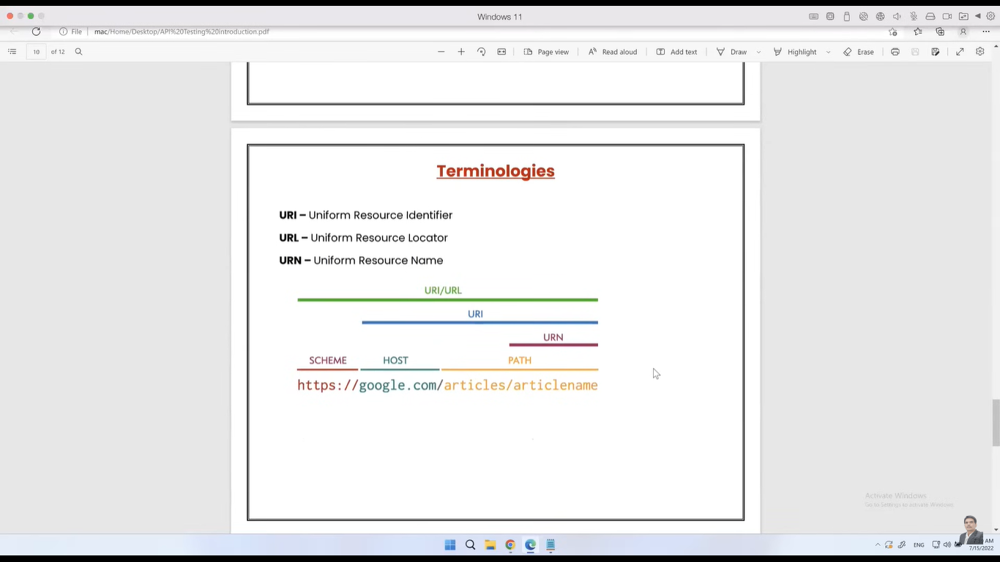 Windows 11
File mac/Home/Desktop/API%20Testing%20introduction.pdf
10 of 12 Page view Read aloud Add text Draw Highlight Erase
Terminologies
URI – Uniform Resource Identifier
URL – Uniform Resource Locator
URN – Uniform Resource Name
URI/URL
URI
URN
SCHEME HOST PATH
https://google.com/articles/articlename
Activate Windows
Go to Settings to activate Windows.
ENG
AM
7/15/2022